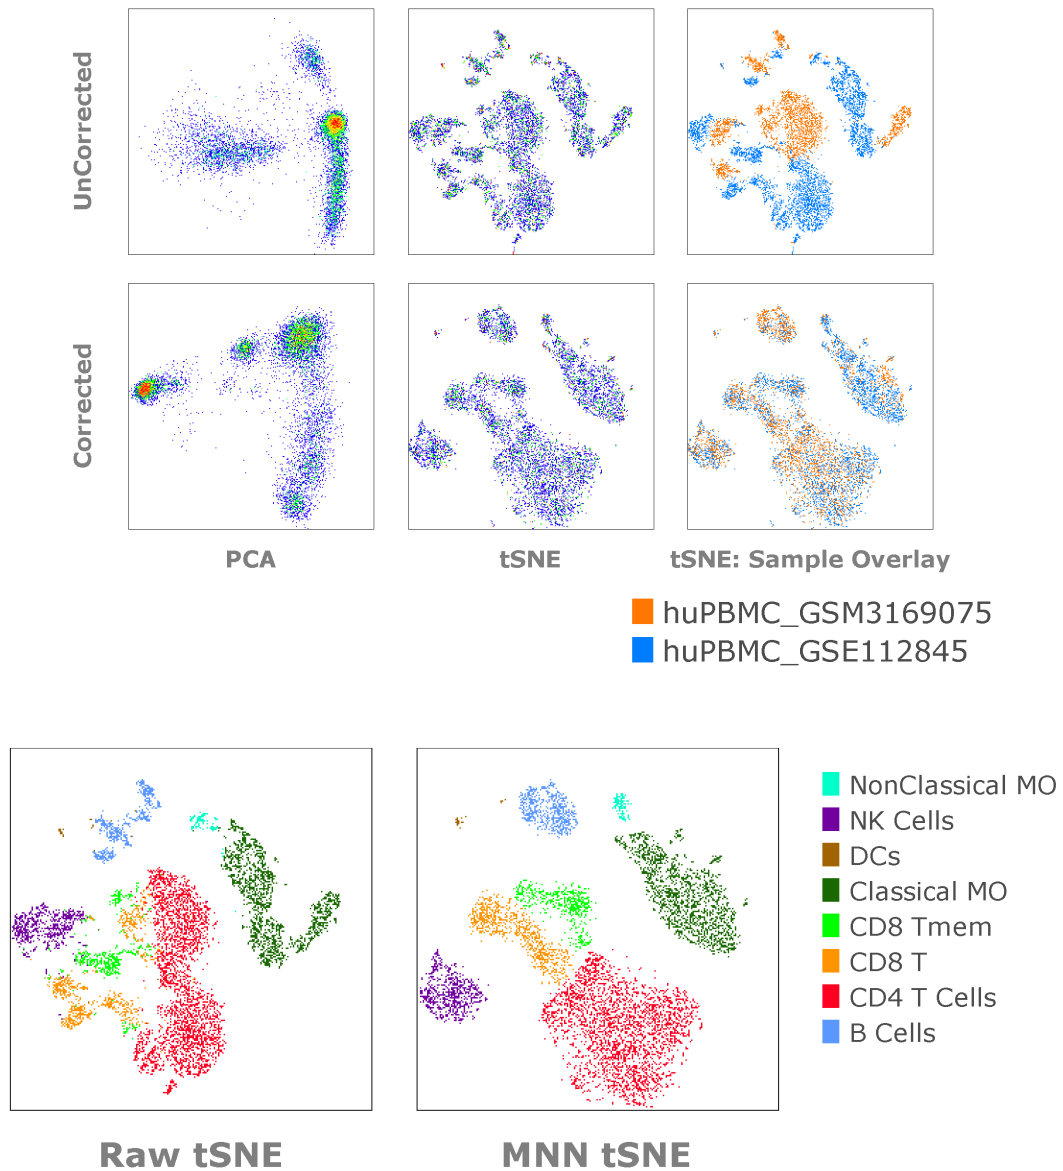 UnCorrected
Corrected
PCA
tSNE
tSNE: Sample Overlay
huPBMC_GSM3169075
huPBMC_GSE112845
NonClassical MO
NK Cells
DCs
Classical MO
CD8 Tmem
CD8 T
CD4 T Cells
B Cells
Raw tSNE
MNN tSNE